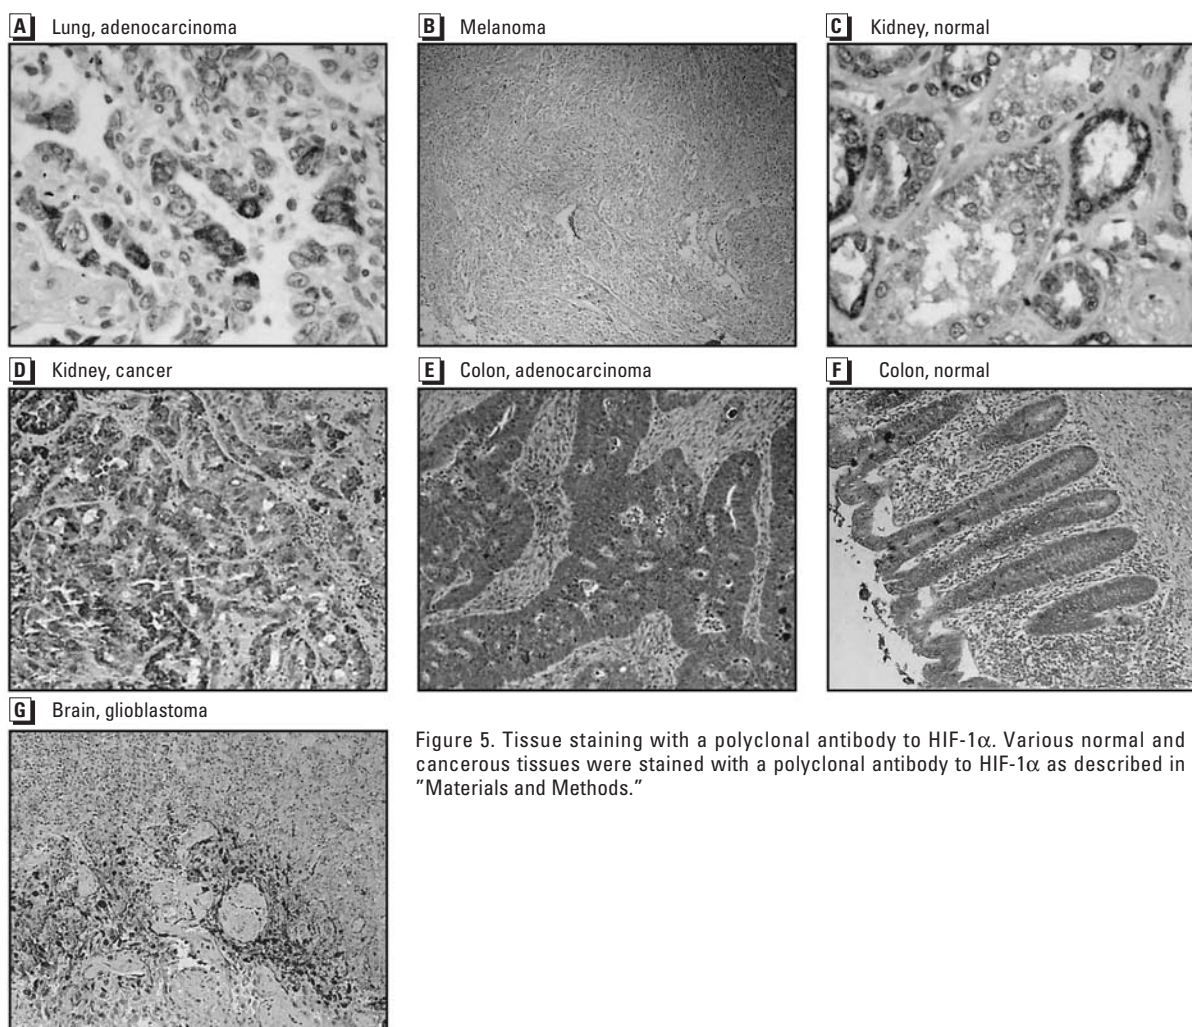 A Lung, adenocarcinoma
B Melanoma
C Kidney, normal
D Kidney, cancer
E Colon, adenocarcinoma
F Colon, normal
G Brain, glioblastoma
Figure 5. Tissue staining with a polyclonal antibody to HIF-1α. Various normal and
cancerous tissues were stained with a polyclonal antibody to HIF-1α as described in
"Materials and Methods."